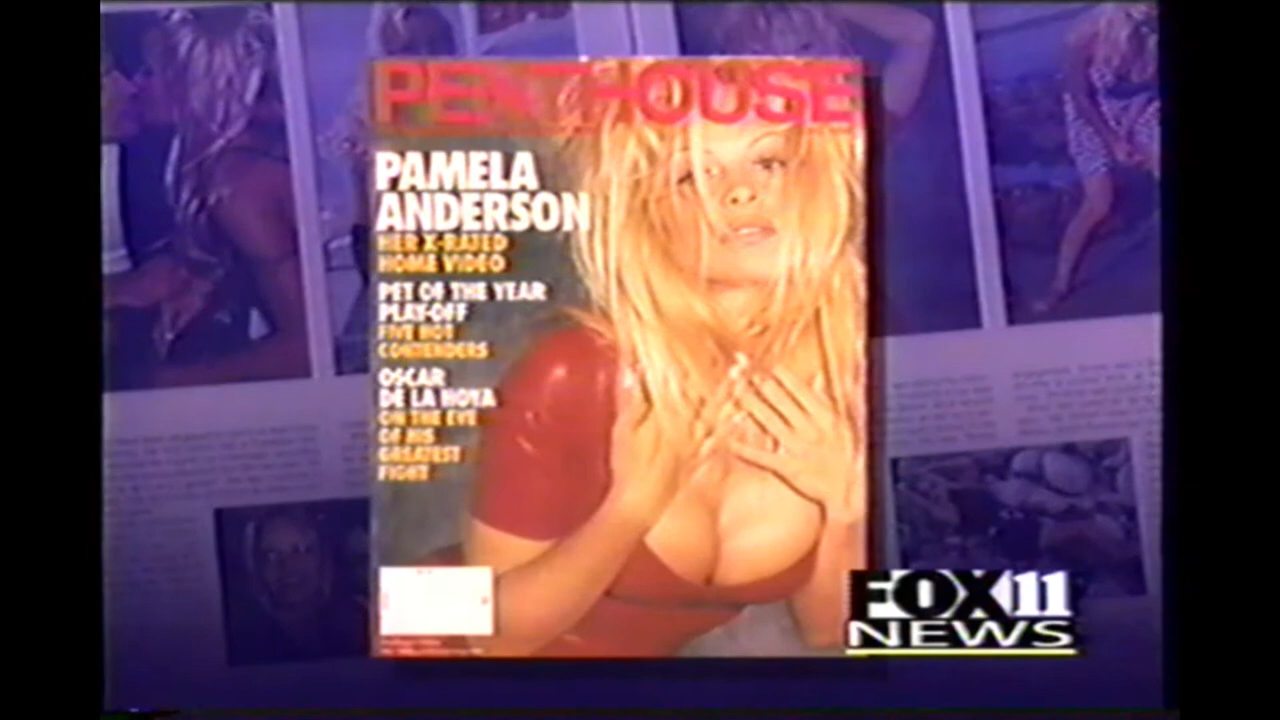 PENTHOUSE
PAMELA
ANDERSON
HER X-RATED
HOME VIDEO
PET OF THE YEAR
PLAY-OFF
FIVE HOT
CONTENDERS
OSCAR
DE LA HOYA
ON THE EVE
OF HIS
GREATEST
FIGHT
FOX 11
NEWS